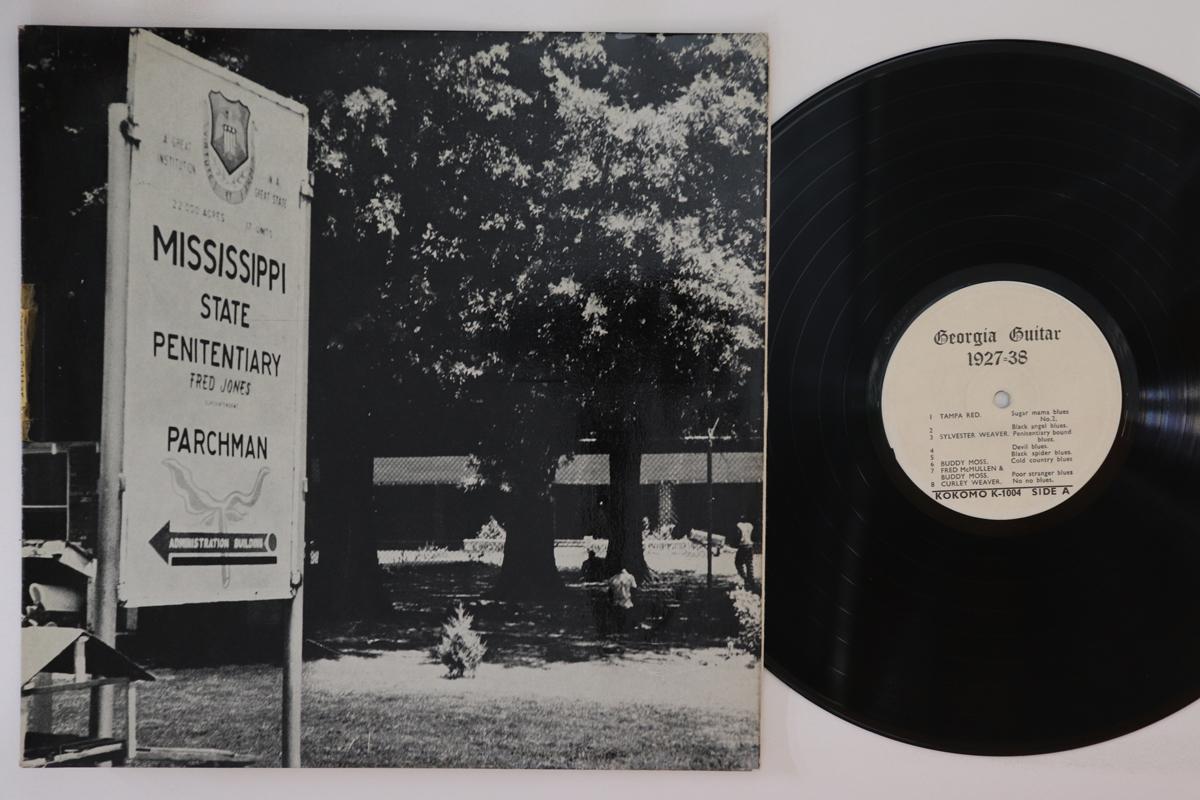 A GREAT
INSTITUTION
IN A
GREAT STATE
22,000 ACRES
17 UNITS
MISSISSIPPI
STATE
PENITENTIARY
FRED JONES
SUPERINTENDENT
PARCHMAN
ADMINISTRATION BUILDING
Georgia Guitar
1927-38
1 TAMPA RED. Sugar mama blues
No.2.
2 Black angel blues.
3 SYLVESTER WEAVER. Penitentiary bound
blues.
4 Devil blues.
5 Black spider blues.
6 BUDDY MOSS. Cold country blues
7 FRED McMULLEN &
BUDDY MOSS. Poor stranger blues
8 CURLEY WEAVER. No no blues.
KOKOMO K-1004 SIDE A